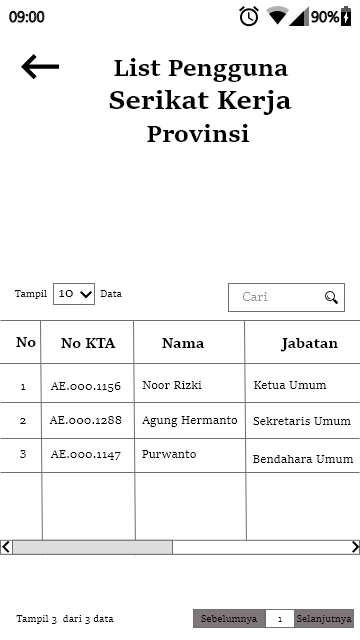 09:00 90%
List Pengguna
Serikat Kerja
Provinsi
Tampil 10 Data Cari
No No KTA Nama Jabatan
1 AE.000.1156 Noor Rizki Ketua Umum
2 AE.000.1288 Agung Hermanto Sekretaris Umum
3 AE.000.1147 Purwanto Bendahara Umum
Tampil 3 dari 3 data Sebelumnya 1 Selanjutnya